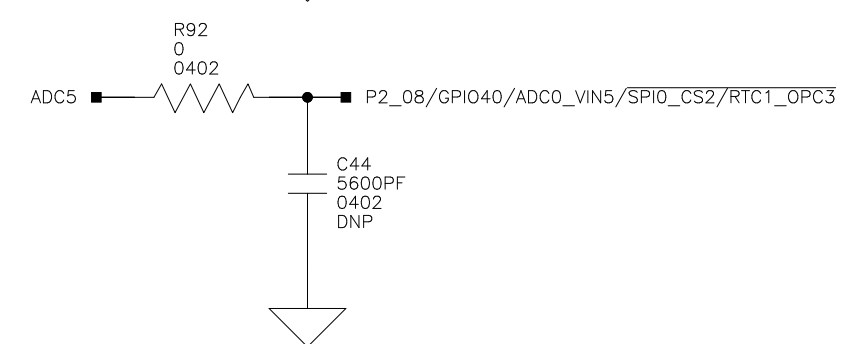 R92
0
0402
ADC5
P2_08/GPIO40/ADC0_VIN5/SPI0_CS2/RTC1_OPC3
C44
5600PF
0402
DNP